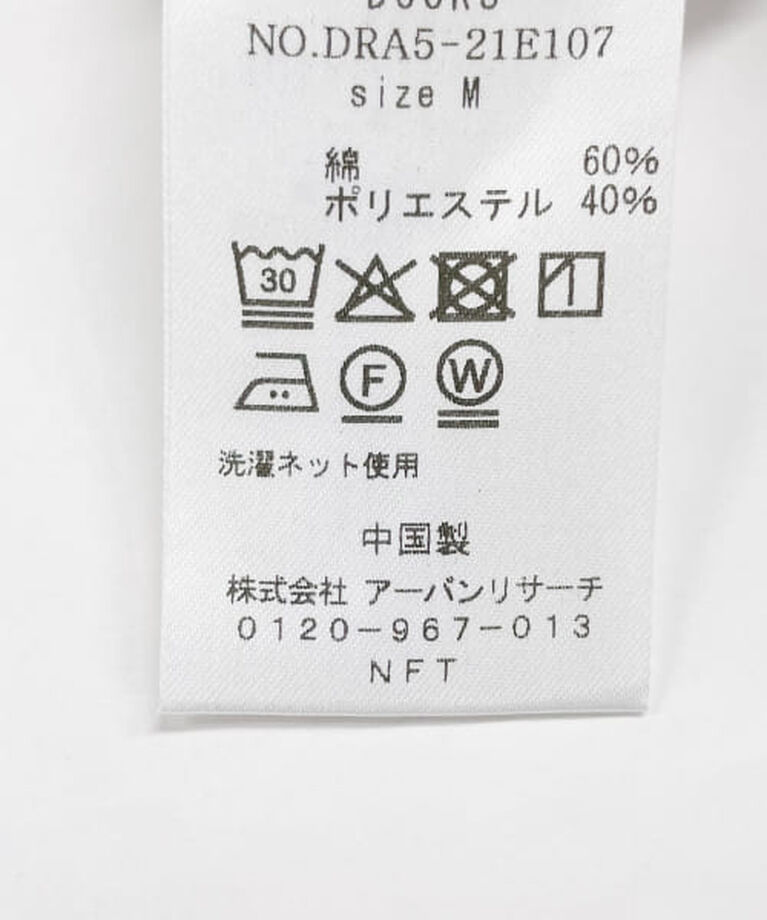 DOORS
NO.DRA5-21E107
size M
綿 60%
ポリエステル 40%
30
F W
洗濯ネット使用
中国製
株式会社 アーバンリサーチ
0120-967-013
NFT